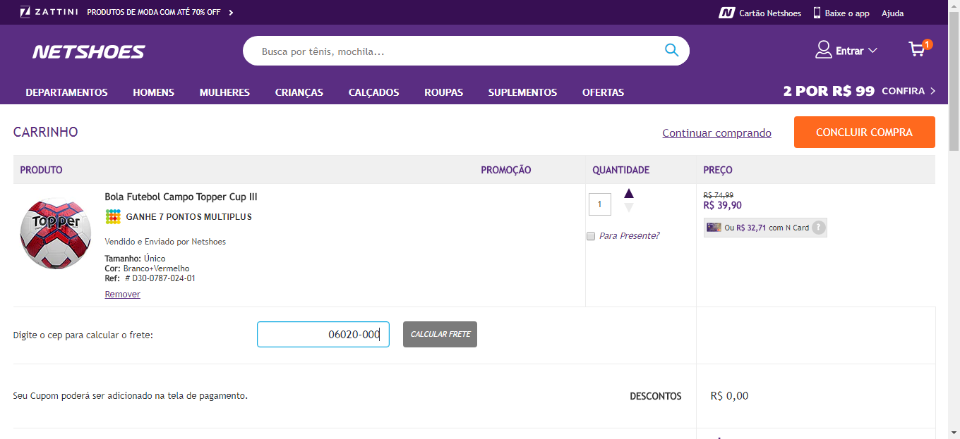 ZATTINI PRODUTOS DE MODA COM ATÉ 70% OFF
Cartão Netshoes Baixe o app Ajuda
NETSHOES
Busca por tênis, mochila...
Entrar
1
DEPARTAMENTOS HOMENS MULHERES CRIANÇAS CALÇADOS ROUPAS SUPLEMENTOS OFERTAS
2 POR R$ 99 CONFIRA
CARRINHO
Continuar comprando
CONCLUIR COMPRA
PRODUTO PROMOÇÃO QUANTIDADE PREÇO
Topper
Bola Futebol Campo Topper Cup III
GANHE 7 PONTOS MULTIPLUS
Vendido e Enviado por Netshoes
Tamanho: Único
Cor: Branco+Vermelho
Ref: # D30-0787-024-01
Remover
1
Para Presente?
R$ 74,99
R$ 39,90
Ou R$ 32,71 com N Card
Digite o cep para calcular o frete:
06020-000
CALCULAR FRETE
Seu Cupom poderá ser adicionado na tela de pagamento.
DESCONTOS
R$ 0,00